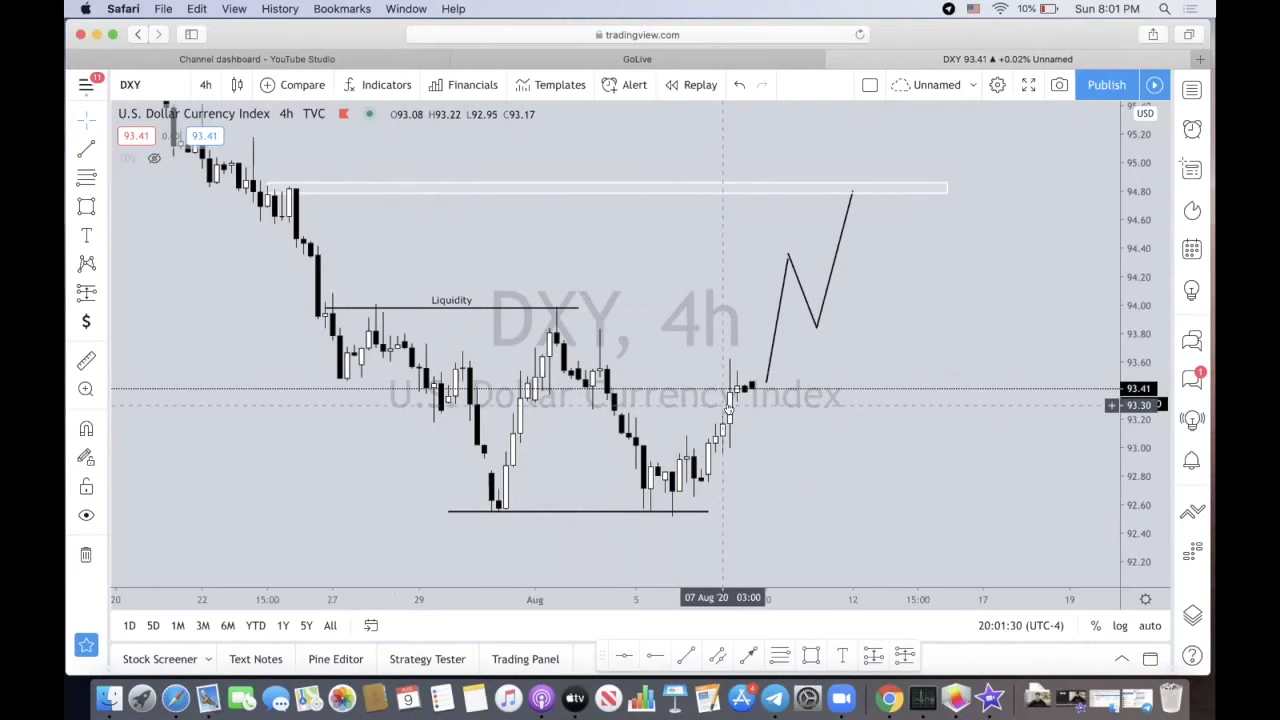 Safari File Edit View History Bookmarks Window Help 10% Sun 8:01 PM
tradingview.com
Channel dashboard - YouTube Studio GoLive DXY 93.41 ▲ +0.02% Unnamed
11 DXY 4h Compare Indicators Financials Templates Alert Replay Unnamed Publish
U.S. Dollar Currency Index 4h TVC O93.08 H93.22 L92.95 C93.17 USD
93.41 93.41
95.20
95.00
94.80
94.60
94.40
94.20
Liquidity
94.00
DXY, 4h
93.80
93.60
93.41
U.S. Dollar Currency Index
93.30
93.20
93.00
92.80
92.60
92.40
92.20
1
20 22 15:00 27 29 Aug 5 07 Aug '20 03:00 12 15:00 17 19
1D 5D 1M 3M 6M YTD 1Y 5Y All 20:01:30 (UTC-4) % log auto
Stock Screener Text Notes Pine Editor Strategy Tester Trading Panel
AUG 9 tv